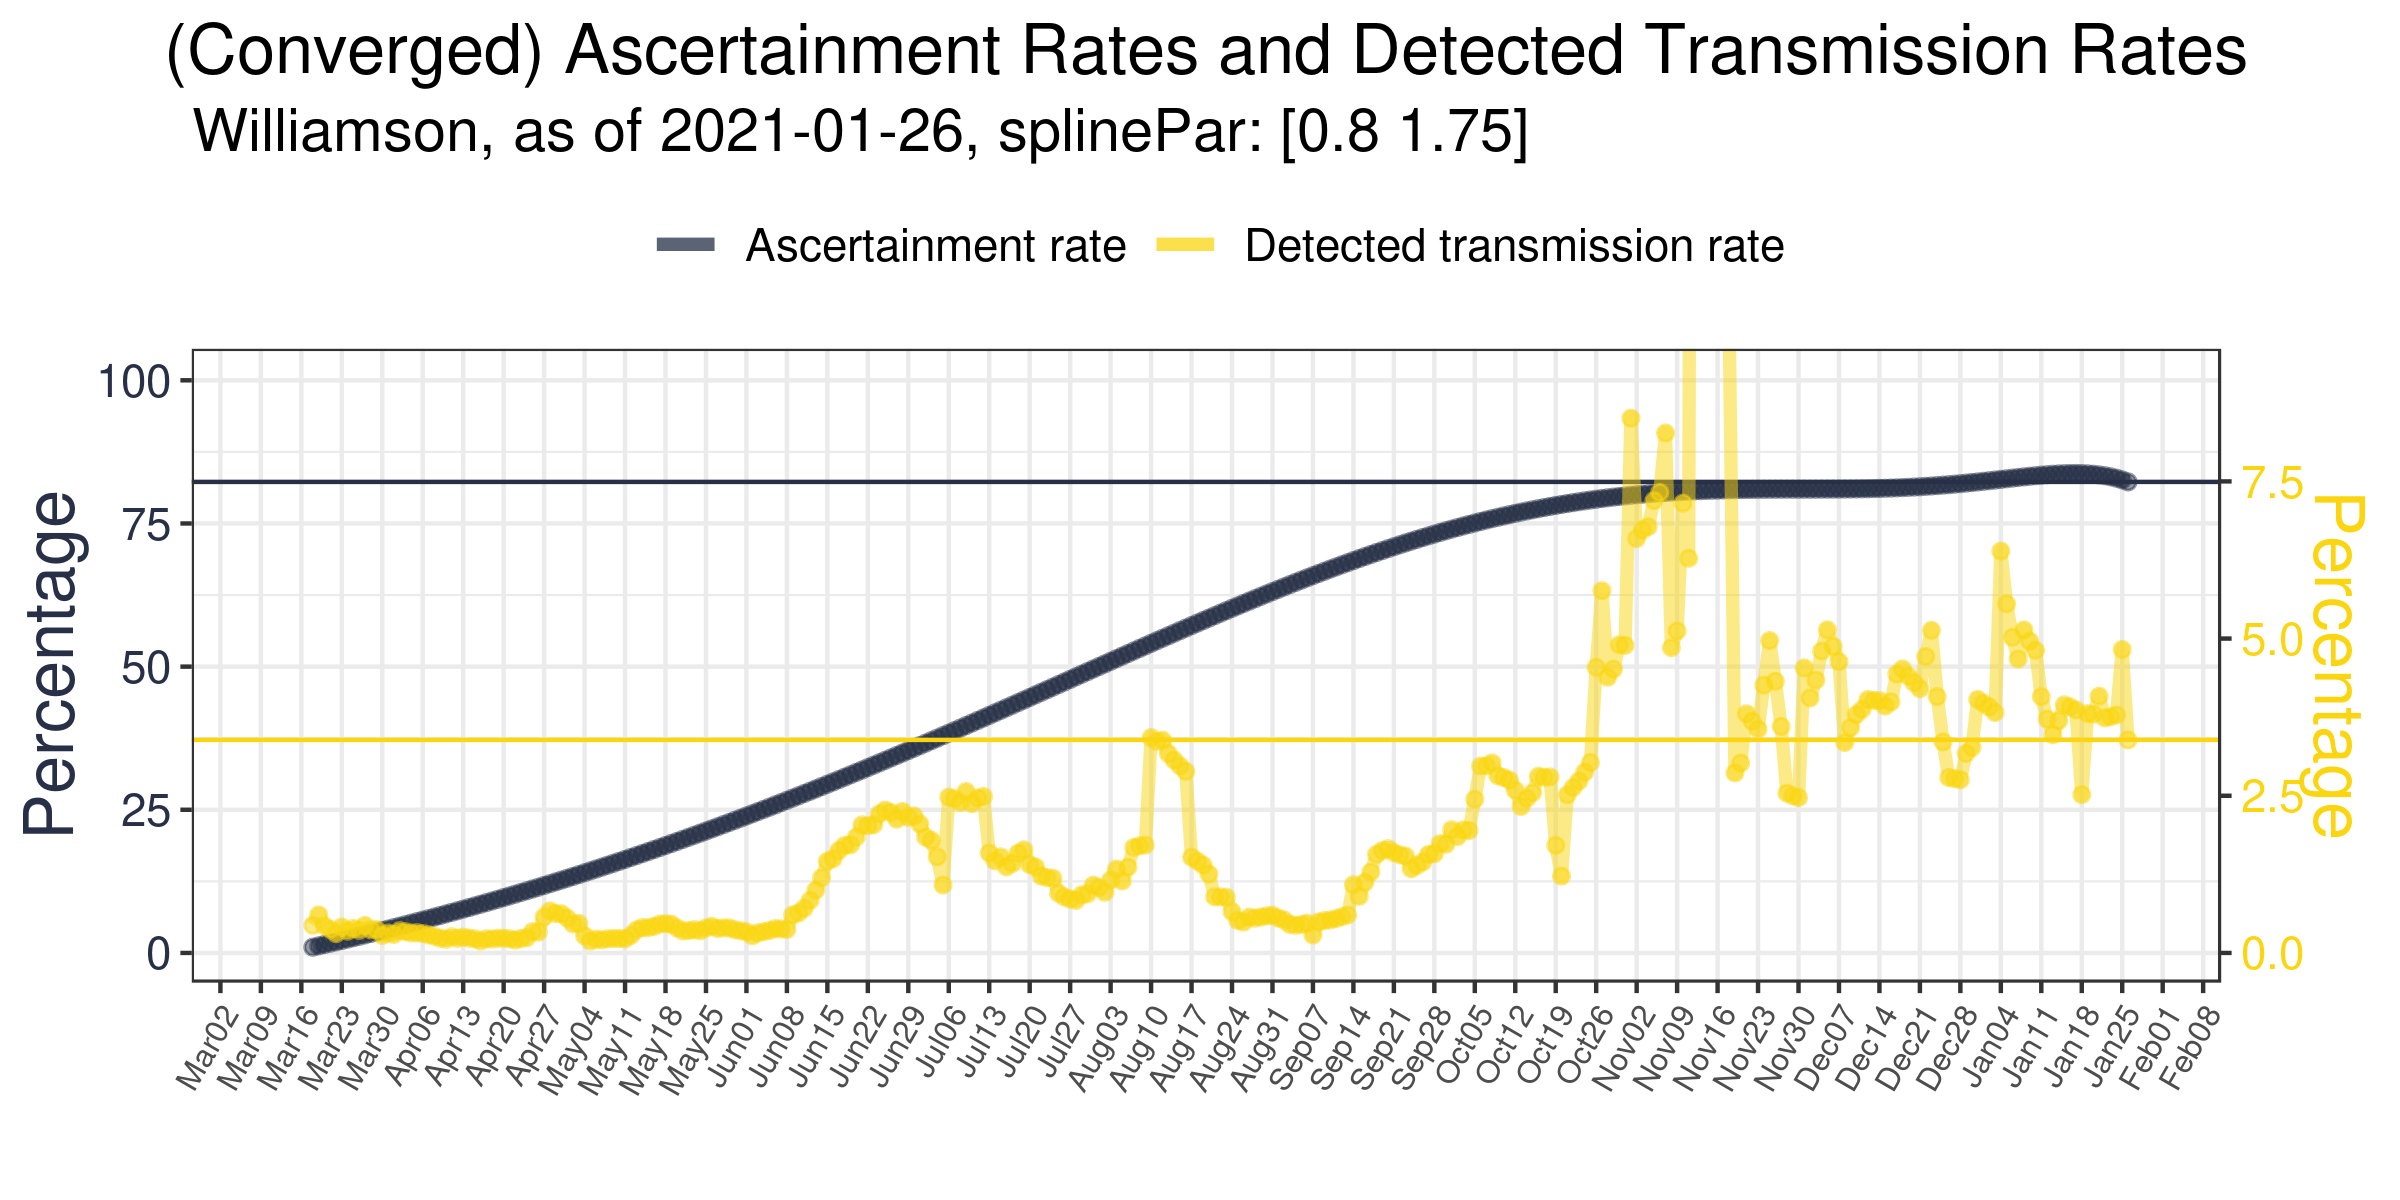 (Converged) Ascertainment Rates and Detected Transmission Rates
Williamson, as of 2021-01-26, splinePar: [0.8 1.75]
Ascertainment rate Detected transmission rate
Percentage
100
75
50
25
0
7.5
5.0
2.5
0.0
Percentage
Mar02 Mar09 Mar16 Mar23 Mar30 Apr06 Apr13 Apr20 Apr27 May04 May11 May18 May25 Jun01 Jun08 Jun15 Jun22 Jun29 Jul06 Jul13 Jul20 Jul27 Aug03 Aug10 Aug17 Aug24 Aug31 Sep07 Sep14 Sep21 Sep28 Oct05 Oct12 Oct19 Oct26 Nov02 Nov09 Nov16 Nov23 Nov30 Dec07 Dec14 Dec21 Dec28 Jan04 Jan11 Jan18 Jan25 Feb01 Feb08